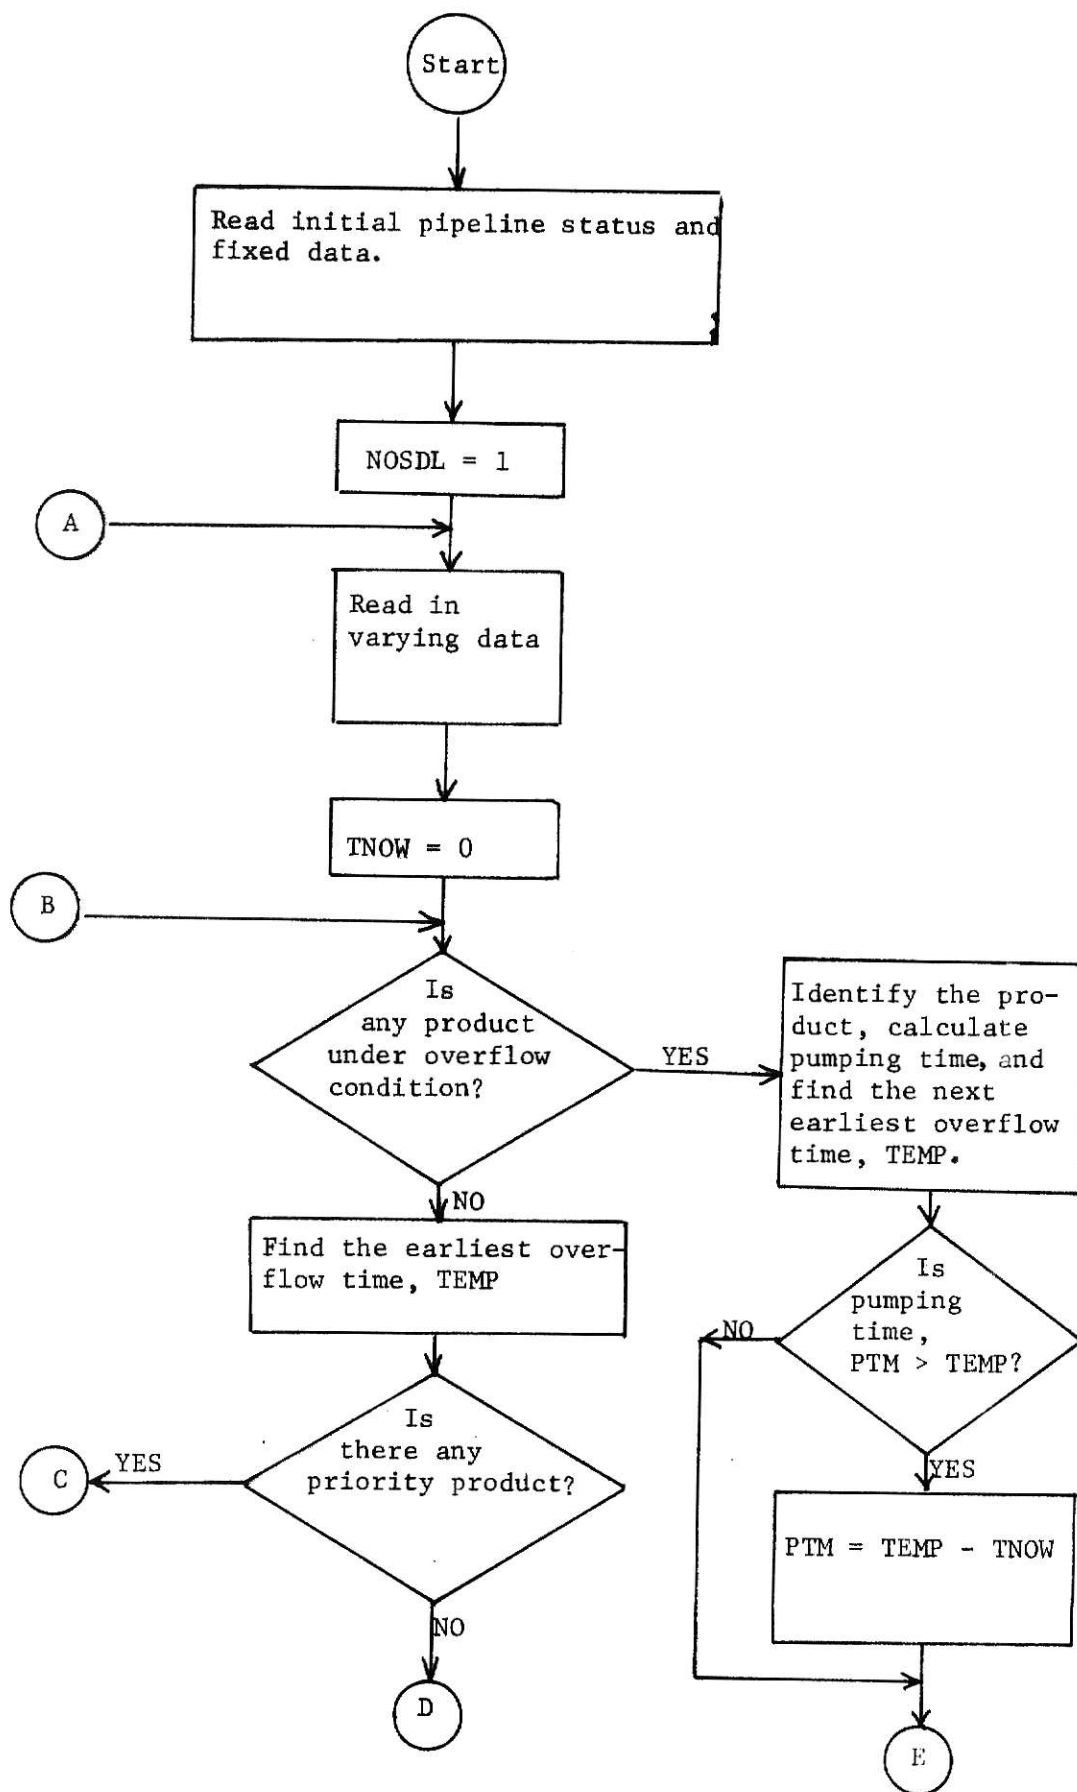 Start
Read initial pipeline status and
fixed data.
NOSDL = 1
A
Read in
varying data
TNOW = 0
B
Is
any product
under overflow
condition?
YES
Identify the pro-
duct, calculate
pumping time, and
find the next
earliest overflow
time, TEMP.
NO
Find the earliest over-
flow time, TEMP
Is
pumping
time,
PTM > TEMP?
NO
YES
PTM = TEMP - TNOW
Is
there any
priority product?
YES
C
NO
D
E